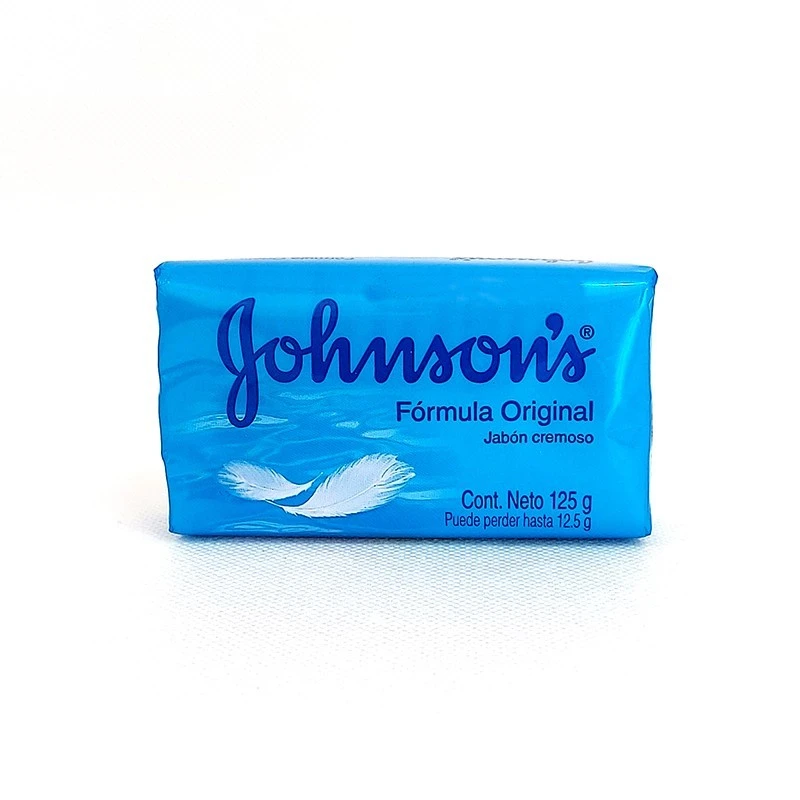 Johnson's®
Fórmula Original
Jabón cremoso
Cont. Neto 125 g
Puede perder hasta 12.5 g